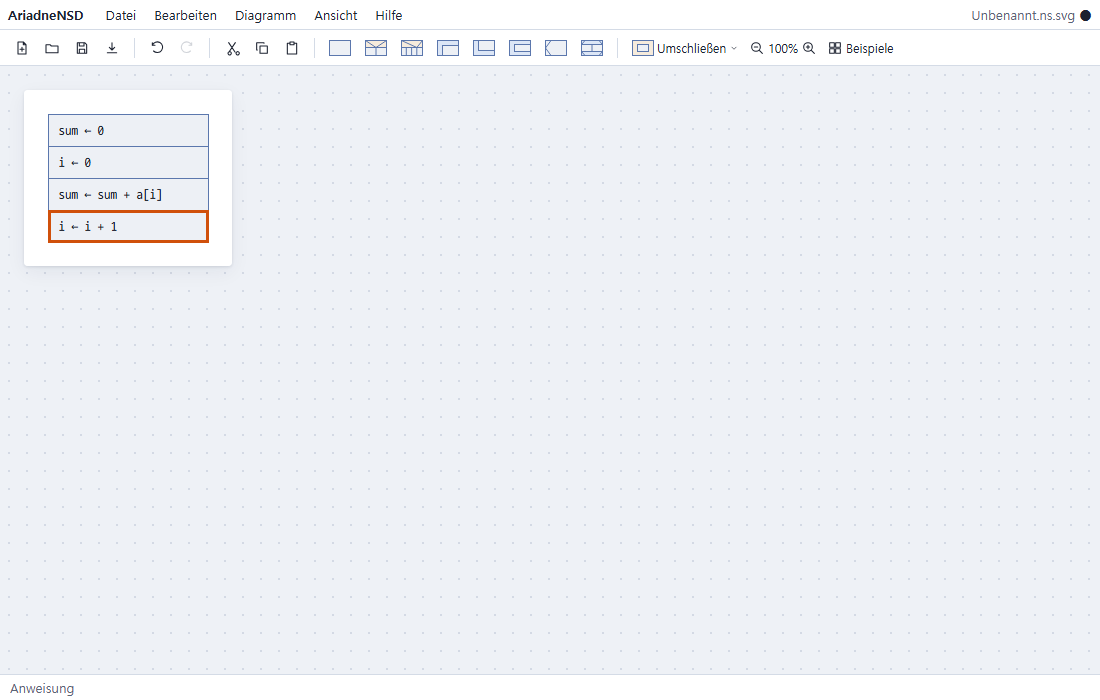 AriadneNSD Datei Bearbeiten Diagramm Ansicht Hilfe Unbenannt.ns.svg
Umschließen 100% Beispiele
sum ← 0
i ← 0
sum ← sum + a[i]
i ← i + 1
Anweisung